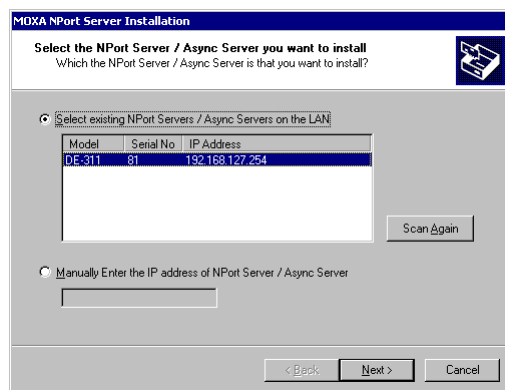 MOXA NPort Server Installation
Select the NPort Server / Async Server you want to install
Which the NPort Server / Async Server is that you want to install?
Select existing NPort Servers / Async Servers on the LAN
Model Serial No IP Address
DE-311 81 192.168.127.254
Scan Again
Manually Enter the IP address of NPort Server / Async Server
< Back Next > Cancel